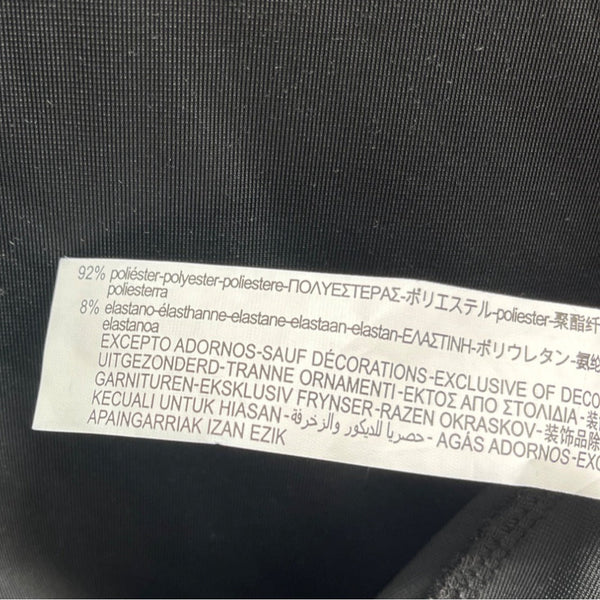 92% poliéster-polyester-poliestere-ΠΟΛΥΕΣΤΕΡΑΣ-ポリエステル-poliester-聚酯纤
poliesterra
8% elastano-élasthanne-elastane-elastaan-elastan-ΕΛΑΣΤΙΝΗ-ポリウレタン-氨纶
elastanoa
EXCEPTO ADORNOS-SAUF DÉCORATIONS-EXCLUSIVE OF DECO
UITGEZONDERD-TRANNE ORNAMENTI-ΕΚΤΟΣ ΑΠΟ ΣΤΟΛΙΔΙΑ-装
GARNITUREN-EKSKLUSIV FRYNSER-RAZEN OKRASKOV-装饰品除
KECUALI UNTUK HIASAN-حصريا للديكور والزخرفة-AGÁS ADORNOS-EXC
APAINGARRIAK IZAN EZIK